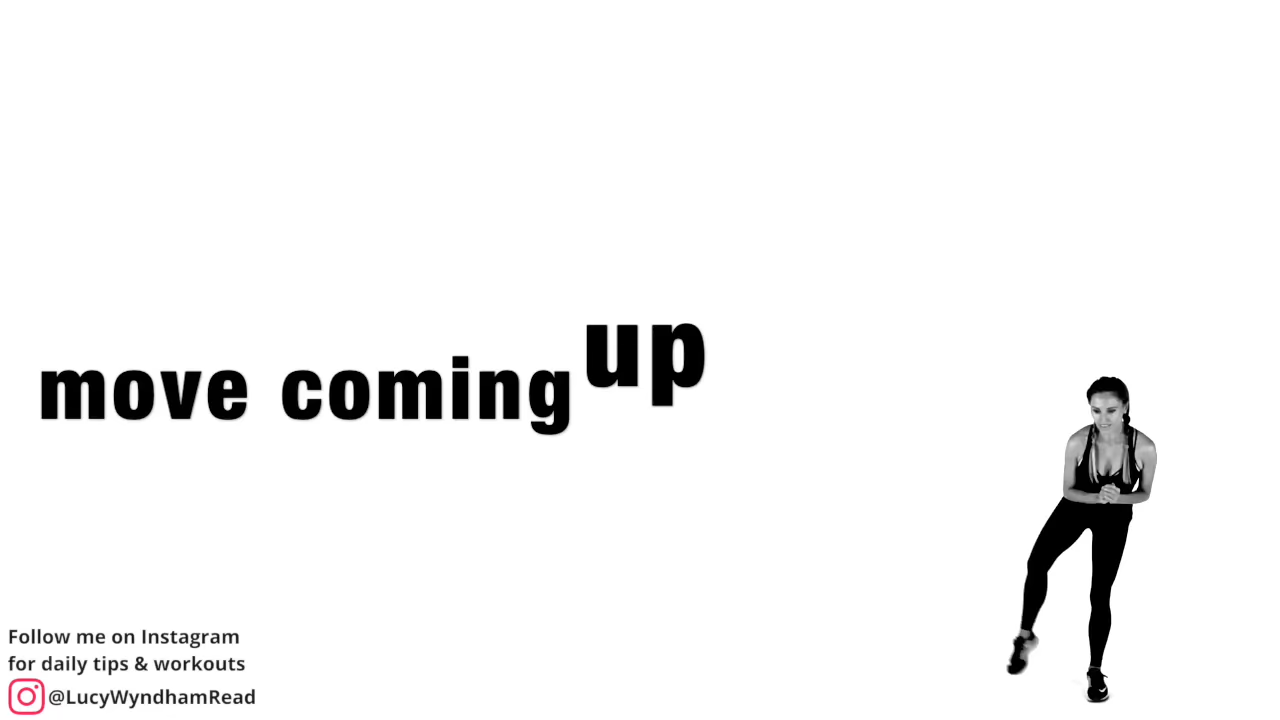 move coming up
Follow me on Instagram
for daily tips & workouts
@LucyWyndhamRead